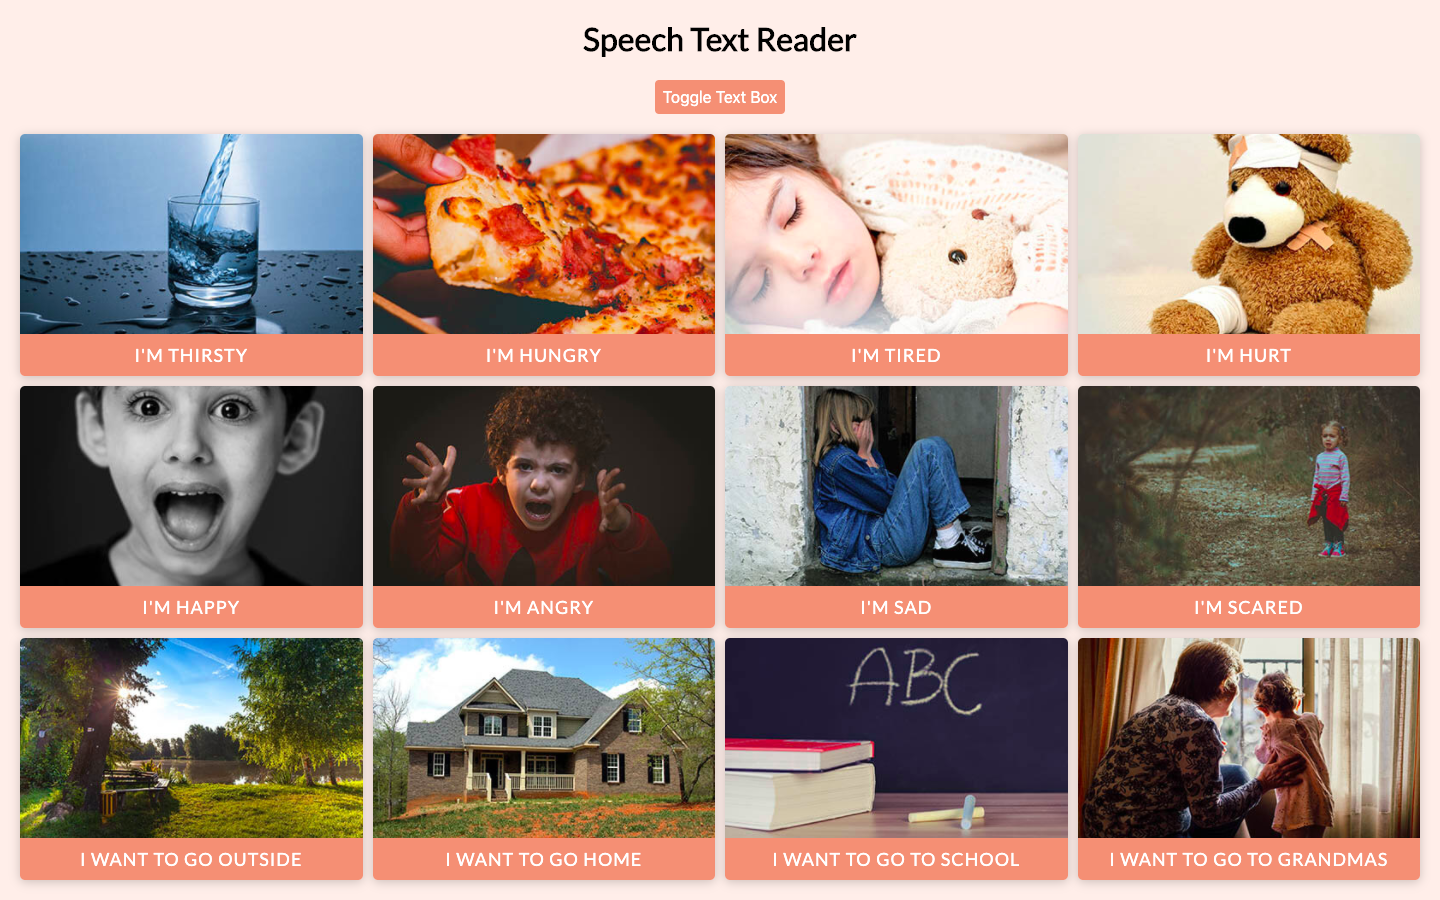 Speech Text Reader
Toggle Text Box
I'M THIRSTY
I'M HUNGRY
I'M TIRED
I'M HURT
I'M HAPPY
I'M ANGRY
I'M SAD
I'M SCARED
ABC
I WANT TO GO OUTSIDE
I WANT TO GO HOME
I WANT TO GO TO SCHOOL
I WANT TO GO TO GRANDMAS